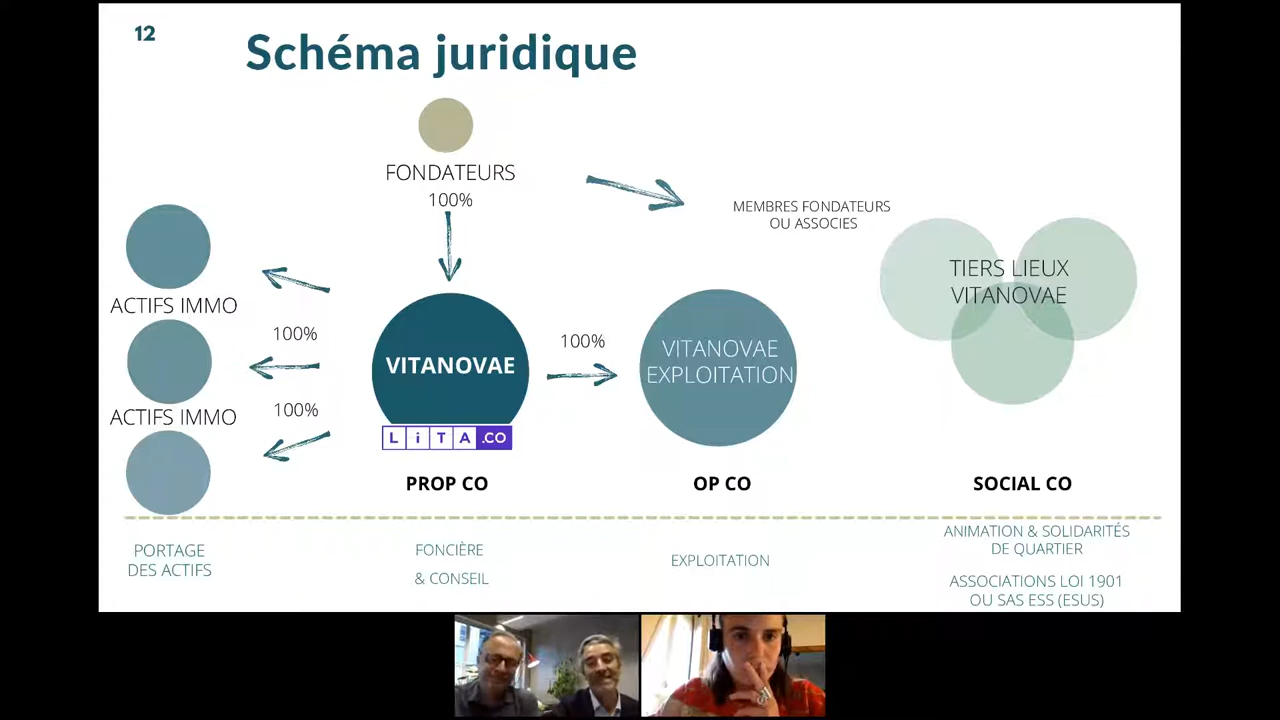 12
Schéma juridique
FONDATEURS
100%
MEMBRES FONDATEURS
OU ASSOCIES
TIERS LIEUX
VITANOVAE
ACTIFS IMMO
100%
ACTIFS IMMO
100%
VITANOVAE
LiTA.CO
100%
VITANOVAE
EXPLOITATION
PROP CO
OP CO
SOCIAL CO
PORTAGE
DES ACTIFS
FONCIÈRE
& CONSEIL
EXPLOITATION
ANIMATION & SOLIDARITÉS
DE QUARTIER
ASSOCIATIONS LOI 1901
OU SAS ESS (ESUS)